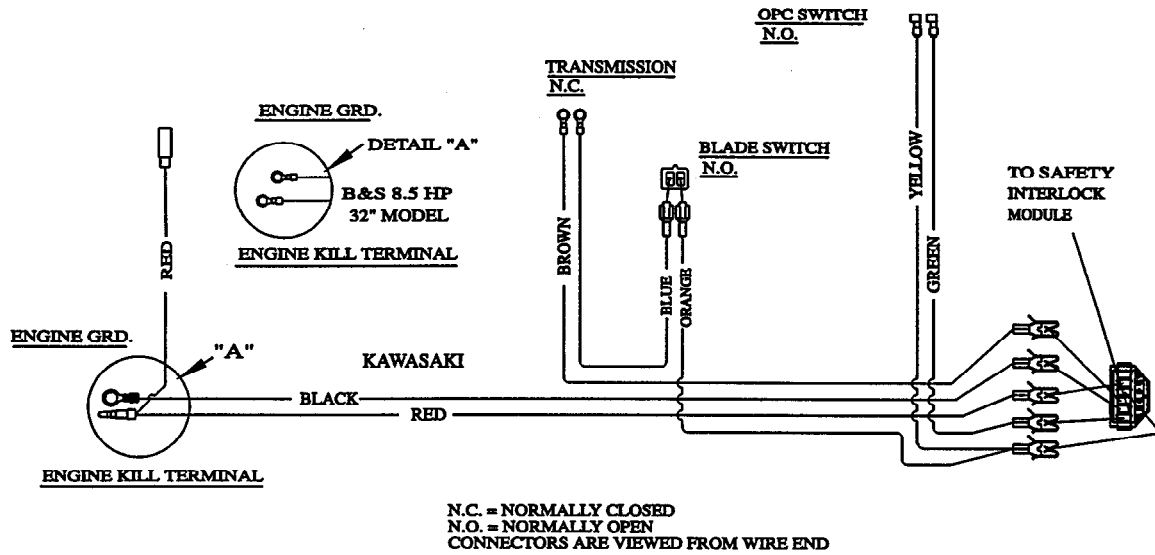 OPC SWITCH
N.O.
TRANSMISSION
N.C.
ENGINE GRD.
DETAIL "A"
B&S 8.5 HP
32" MODEL
ENGINE KILL TERMINAL
BLADE SWITCH
N.O.
YELLOW
GREEN
TO SAFETY
INTERLOCK
MODULE
RED
BROWN
BLUE
ORANGE
ENGINE GRD.
"A"
KAWASAKI
BLACK
RED
ENGINE KILL TERMINAL
N.C. = NORMALLY CLOSED
N.O. = NORMALLY OPEN
CONNECTORS ARE VIEWED FROM WIRE END